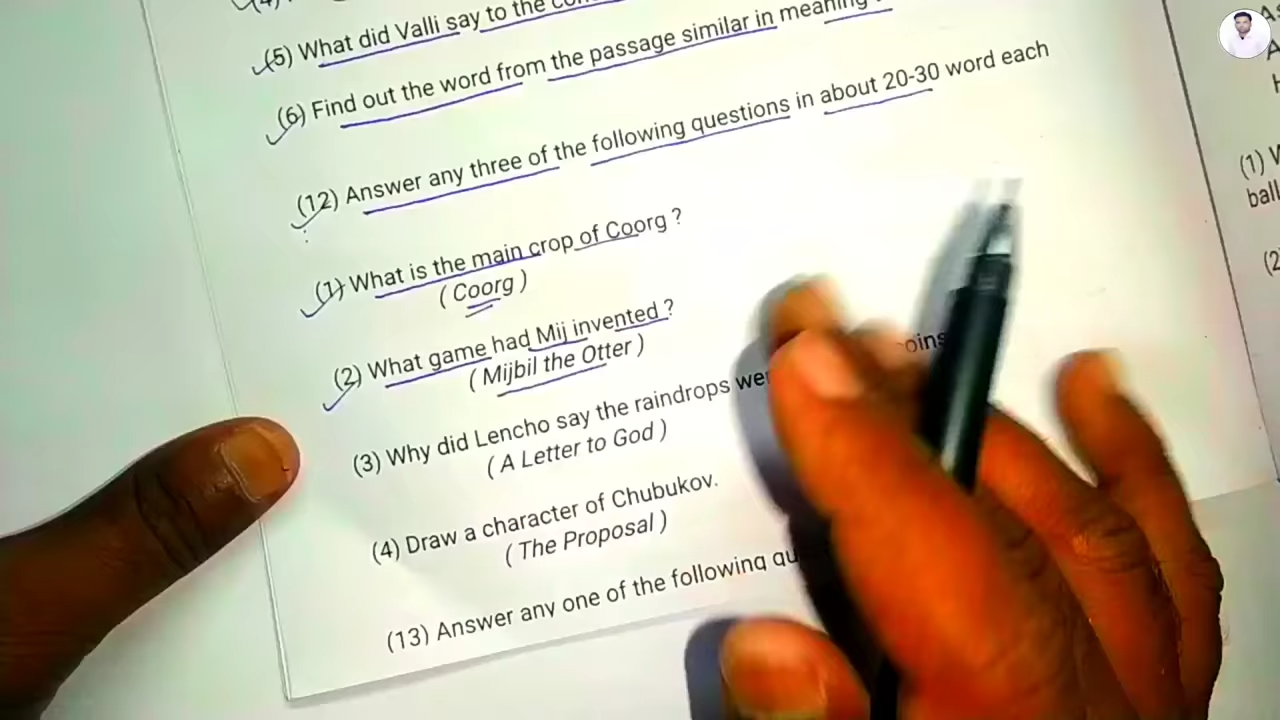 (5) What did Valli say to the
(6) Find out the word from the passage similar in meaning
(12) Answer any three of the following questions in about 20-30 word each
(1) What is the main crop of Coorg ?
( Coorg )
(2) What game had Mij invented ?
( Mijbil the Otter )
(3) Why did Lencho say the raindrops
( A Letter to God )
(4) Draw a character of Chubukov.
( The Proposal )
(13) Answer any one of the following
(1)
ball
(2)